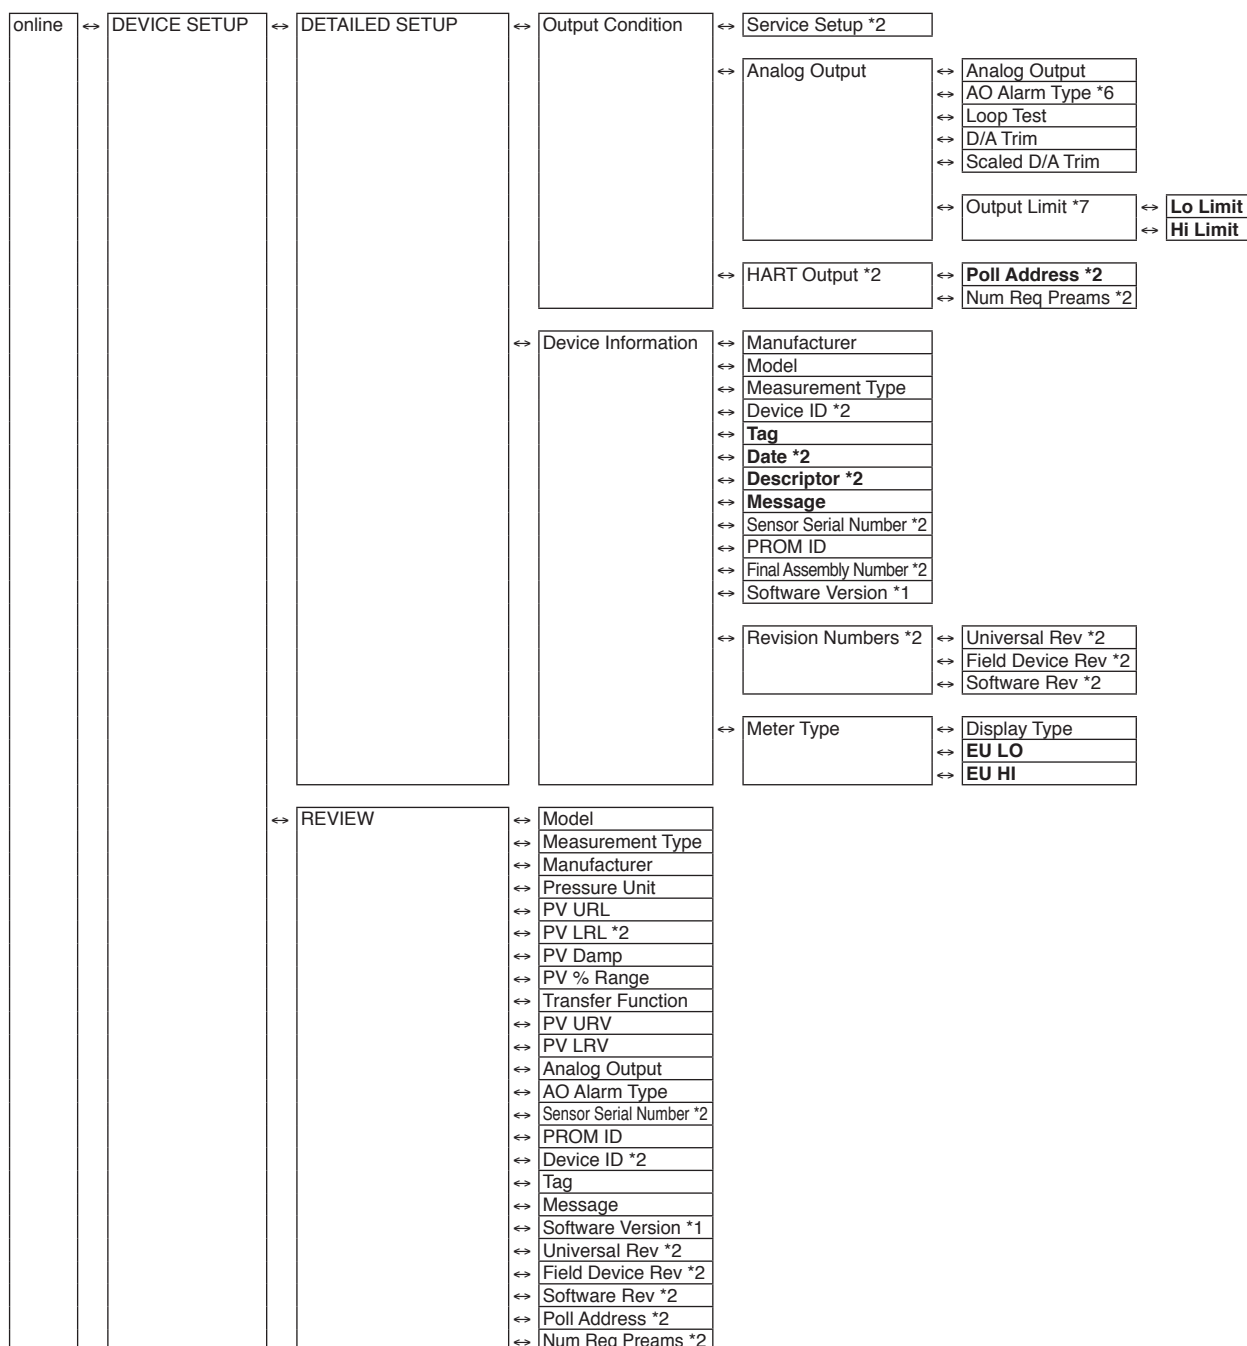 online ↔ DEVICE SETUP ↔ DETAILED SETUP ↔ Output Condition ↔ Service Setup *2
↔ Analog Output ↔ Analog Output
↔ AO Alarm Type *6
↔ Loop Test
↔ D/A Trim
↔ Scaled D/A Trim
↔ Output Limit *7 ↔ Lo Limit
↔ Hi Limit
↔ HART Output *2 ↔ Poll Address *2
↔ Num Req Preams *2
↔ Device Information ↔ Manufacturer
↔ Model
↔ Measurement Type
↔ Device ID *2
↔ Tag
↔ Date *2
↔ Descriptor *2
↔ Message
↔ Sensor Serial Number *2
↔ PROM ID
↔ Final Assembly Number *2
↔ Software Version *1
↔ Revision Numbers *2 ↔ Universal Rev *2
↔ Field Device Rev *2
↔ Software Rev *2
↔ Meter Type ↔ Display Type
↔ EU LO
↔ EU HI
↔ REVIEW ↔ Model
↔ Measurement Type
↔ Manufacturer
↔ Pressure Unit
↔ PV URL
↔ PV LRL *2
↔ PV Damp
↔ PV % Range
↔ Transfer Function
↔ PV URV
↔ PV LRV
↔ Analog Output
↔ AO Alarm Type
↔ Sensor Serial Number *2
↔ PROM ID
↔ Device ID *2
↔ Tag
↔ Message
↔ Software Version *1
↔ Universal Rev *2
↔ Field Device Rev *2
↔ Software Rev *2
↔ Poll Address *2
↔ Num Req Preams *2